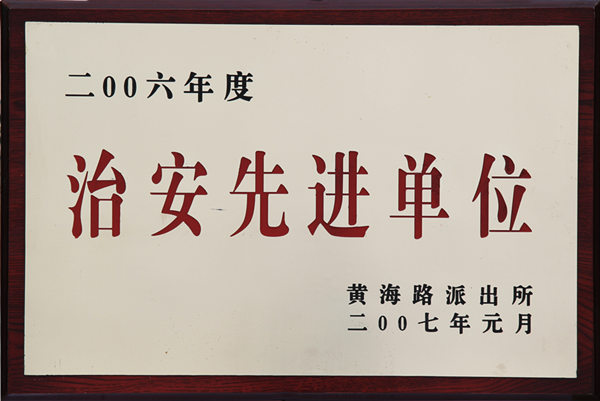 二00六年度
治安先进单位
黄海路派出所
二00七年元月